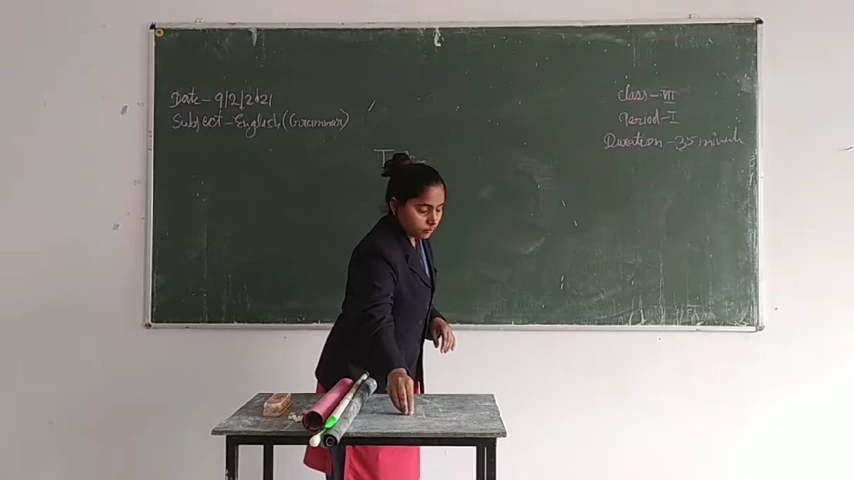 Date - 9/2/2021
Subject - English (Grammar)
Class - VII
Period - I
Duration - 35 minute
T